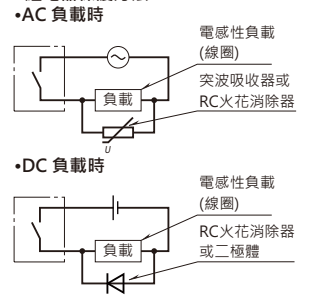 •AC 負載時
電感性負載
(線圈)
突波吸收器或
RC火花消除器
負載
U
•DC 負載時
電感性負載
(線圈)
RC火花消除器
或二極體
負載